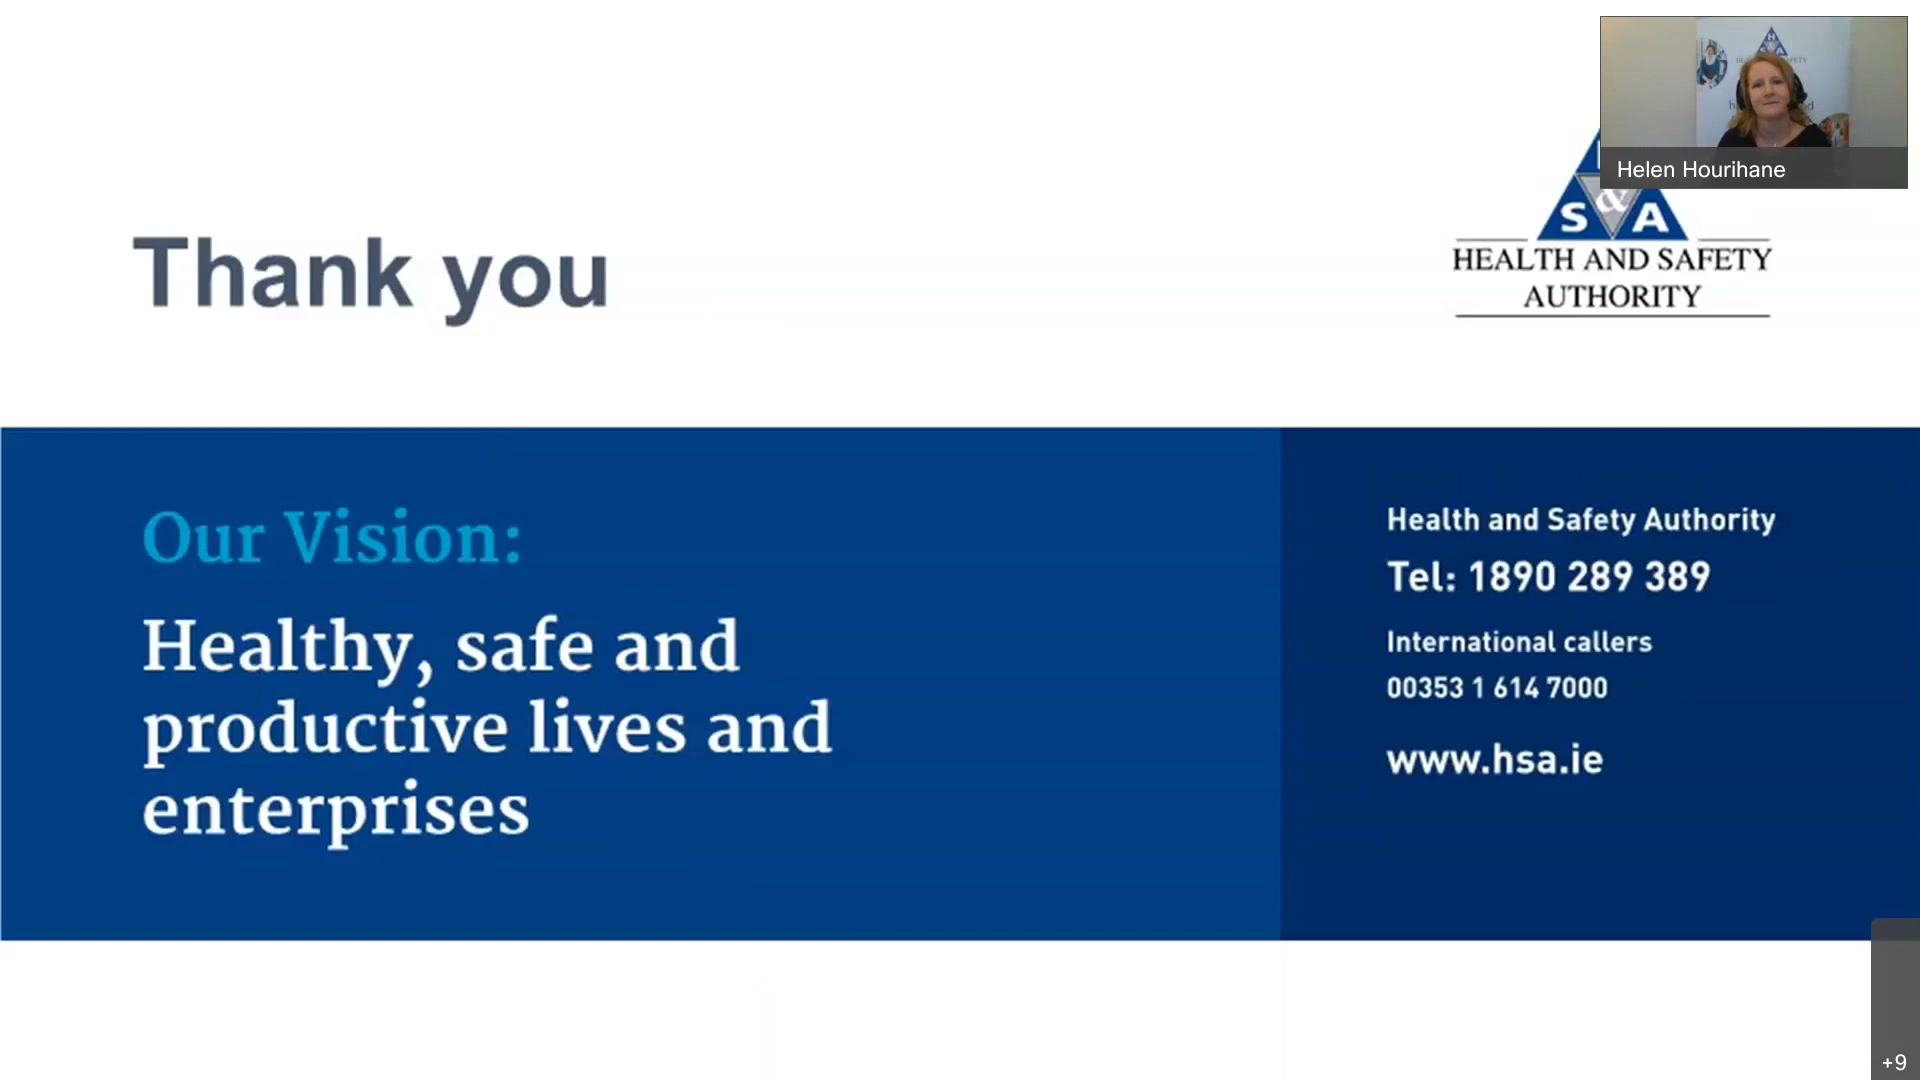 Helen Hourihane
S & A
HEALTH AND SAFETY
AUTHORITY
Thank you
Our Vision:
Healthy, safe and
productive lives and
enterprises
Health and Safety Authority
Tel: 1890 289 389
International callers
00353 1 614 7000
www.hsa.ie
+9